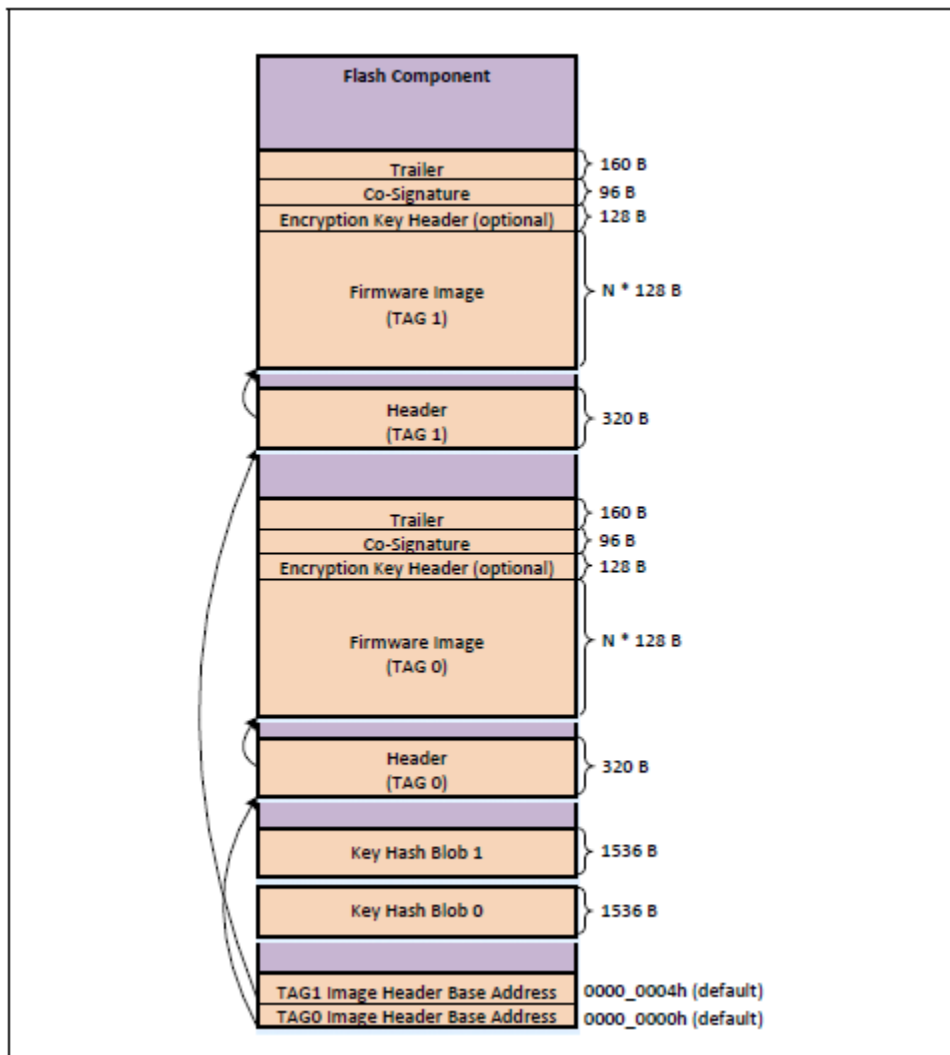 Flash Component
Trailer
160 B
Co-Signature
96 B
Encryption Key Header (optional)
128 B
Firmware Image
(TAG 1)
N * 128 B
Header
(TAG 1)
320 B
Trailer
160 B
Co-Signature
96 B
Encryption Key Header (optional)
128 B
Firmware Image
(TAG 0)
N * 128 B
Header
(TAG 0)
320 B
Key Hash Blob 1
1536 B
Key Hash Blob 0
1536 B
TAG1 Image Header Base Address
0000_0004h (default)
TAG0 Image Header Base Address
0000_0000h (default)